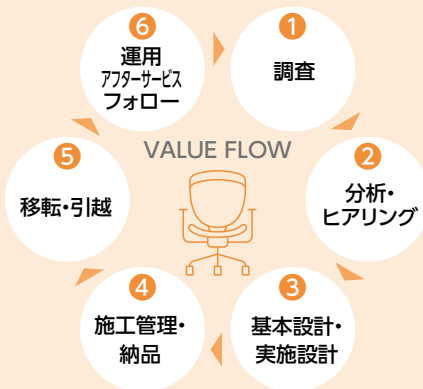 VALUE FLOW
1
調査
2
分析・
ヒアリング
3
基本設計・
実施設計
4
施工管理・
納品
5
移転・引越
6
運用
アフターサービス
フォロー